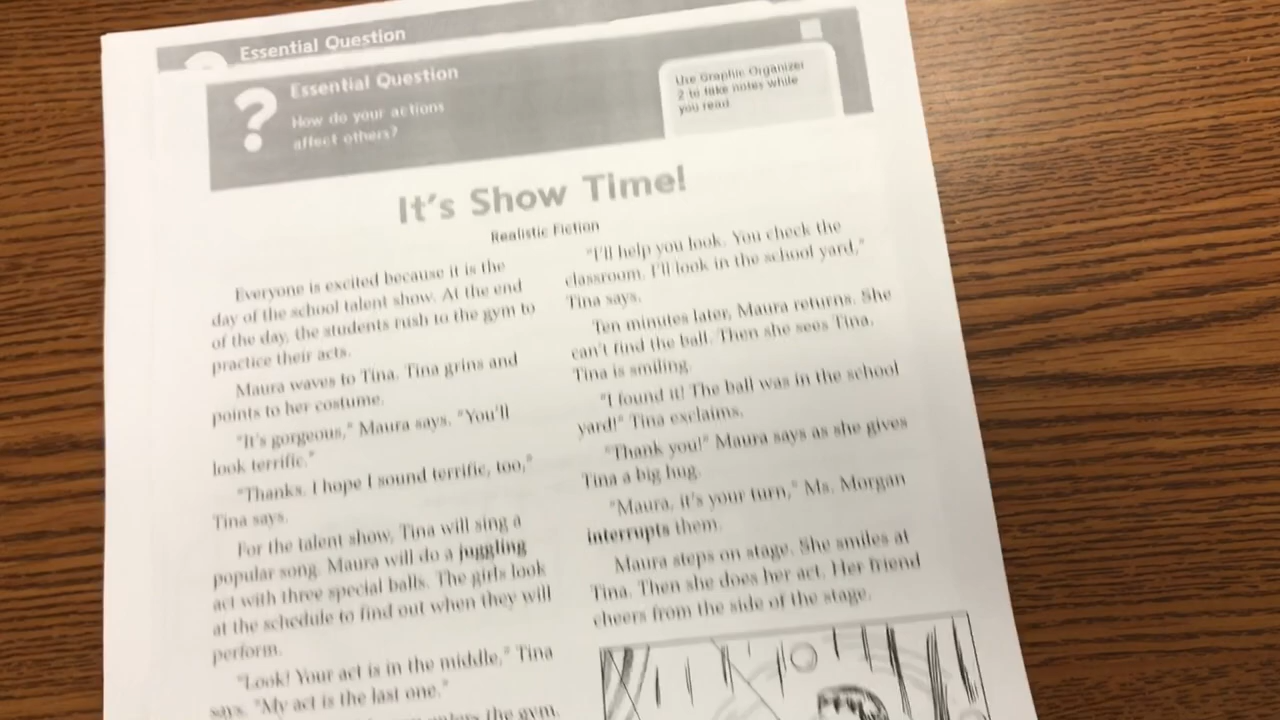 Essential Question
Essential Question
How do your actions
affect others?
Use Graphic Organizer
2 to take notes while
you read.
It's Show Time!
Realistic Fiction
Everyone is excited because it is the
day of the school talent show. At the end
of the day, the students rush to the gym to
practice their acts.
Maura waves to Tina. Tina grins and
points to her costume.
"It's gorgeous," Maura says. "You'll
look terrific."
"Thanks. I hope I sound terrific, too,"
Tina says.
For the talent show, Tina will sing a
popular song. Maura will do a juggling
act with three special balls. The girls look
at the schedule to find out when they will
perform.
"Look! Your act is in the middle," Tina
says. "My act is the last one."
enters the gym.
"I'll help you look. You check the
classroom. I'll look in the school yard,"
Tina says.
Ten minutes later, Maura returns. She
can't find the ball. Then she sees Tina.
Tina is smiling.
"I found it! The ball was in the school
yard!" Tina exclaims.
"Thank you!" Maura says as she gives
Tina a big hug.
"Maura, it's your turn," Ms. Morgan
interrupts them.
Maura steps on stage. She smiles at
Tina. Then she does her act. Her friend
cheers from the side of the stage.